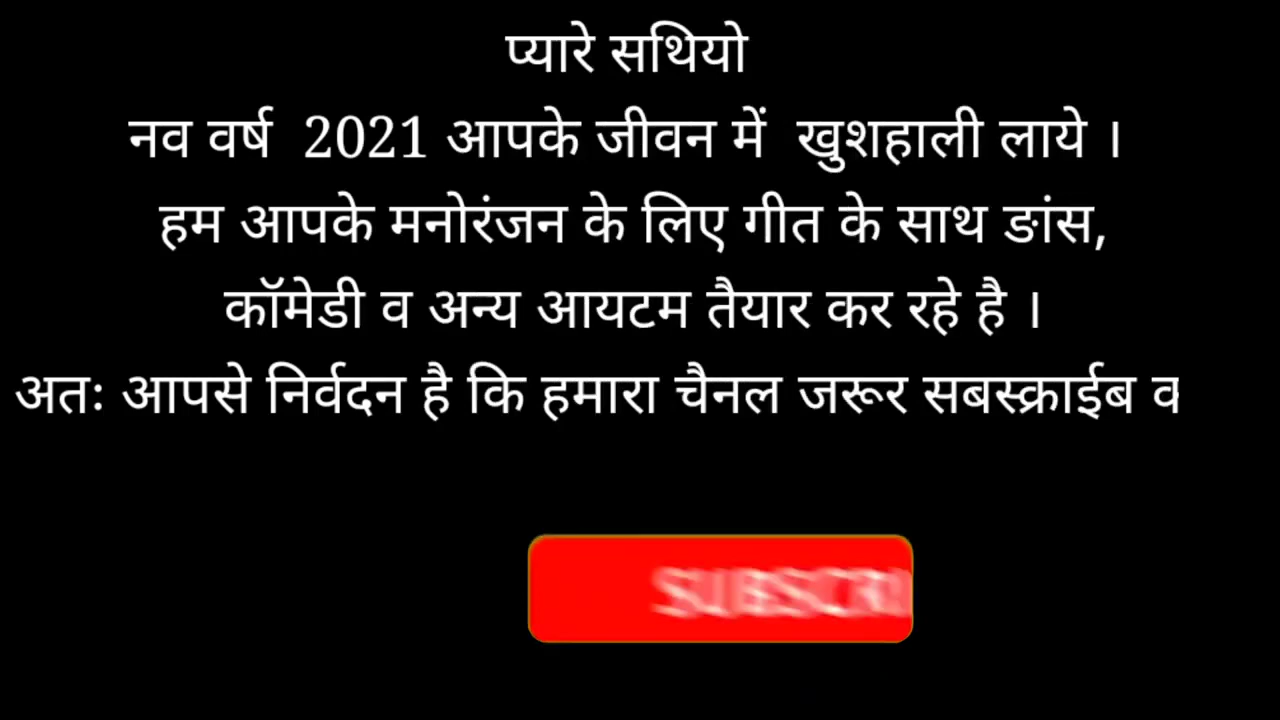 प्यारे सथियो
नव वर्ष 2021 आपके जीवन में खुशहाली लाये ।
हम आपके मनोरंजन के लिए गीत के साथ ङांस,
कॉमेडी व अन्य आयटम तैयार कर रहे है ।
अतः आपसे निर्वदन है कि हमारा चैनल जरूर सबस्क्राईब